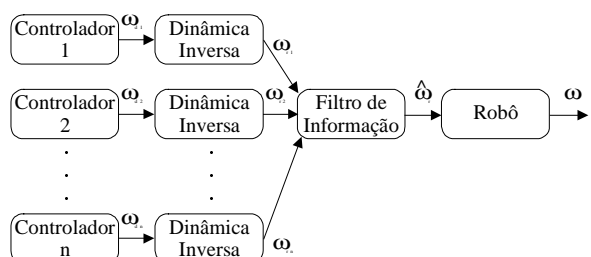 Controlador
1
ω
Dinâmica
Inversa
ω
Controlador
2
ω
Dinâmica
Inversa
ω
Filtro de
Informação
ω̂
Robô
ω
Controlador
n
ω
Dinâmica
Inversa
ω